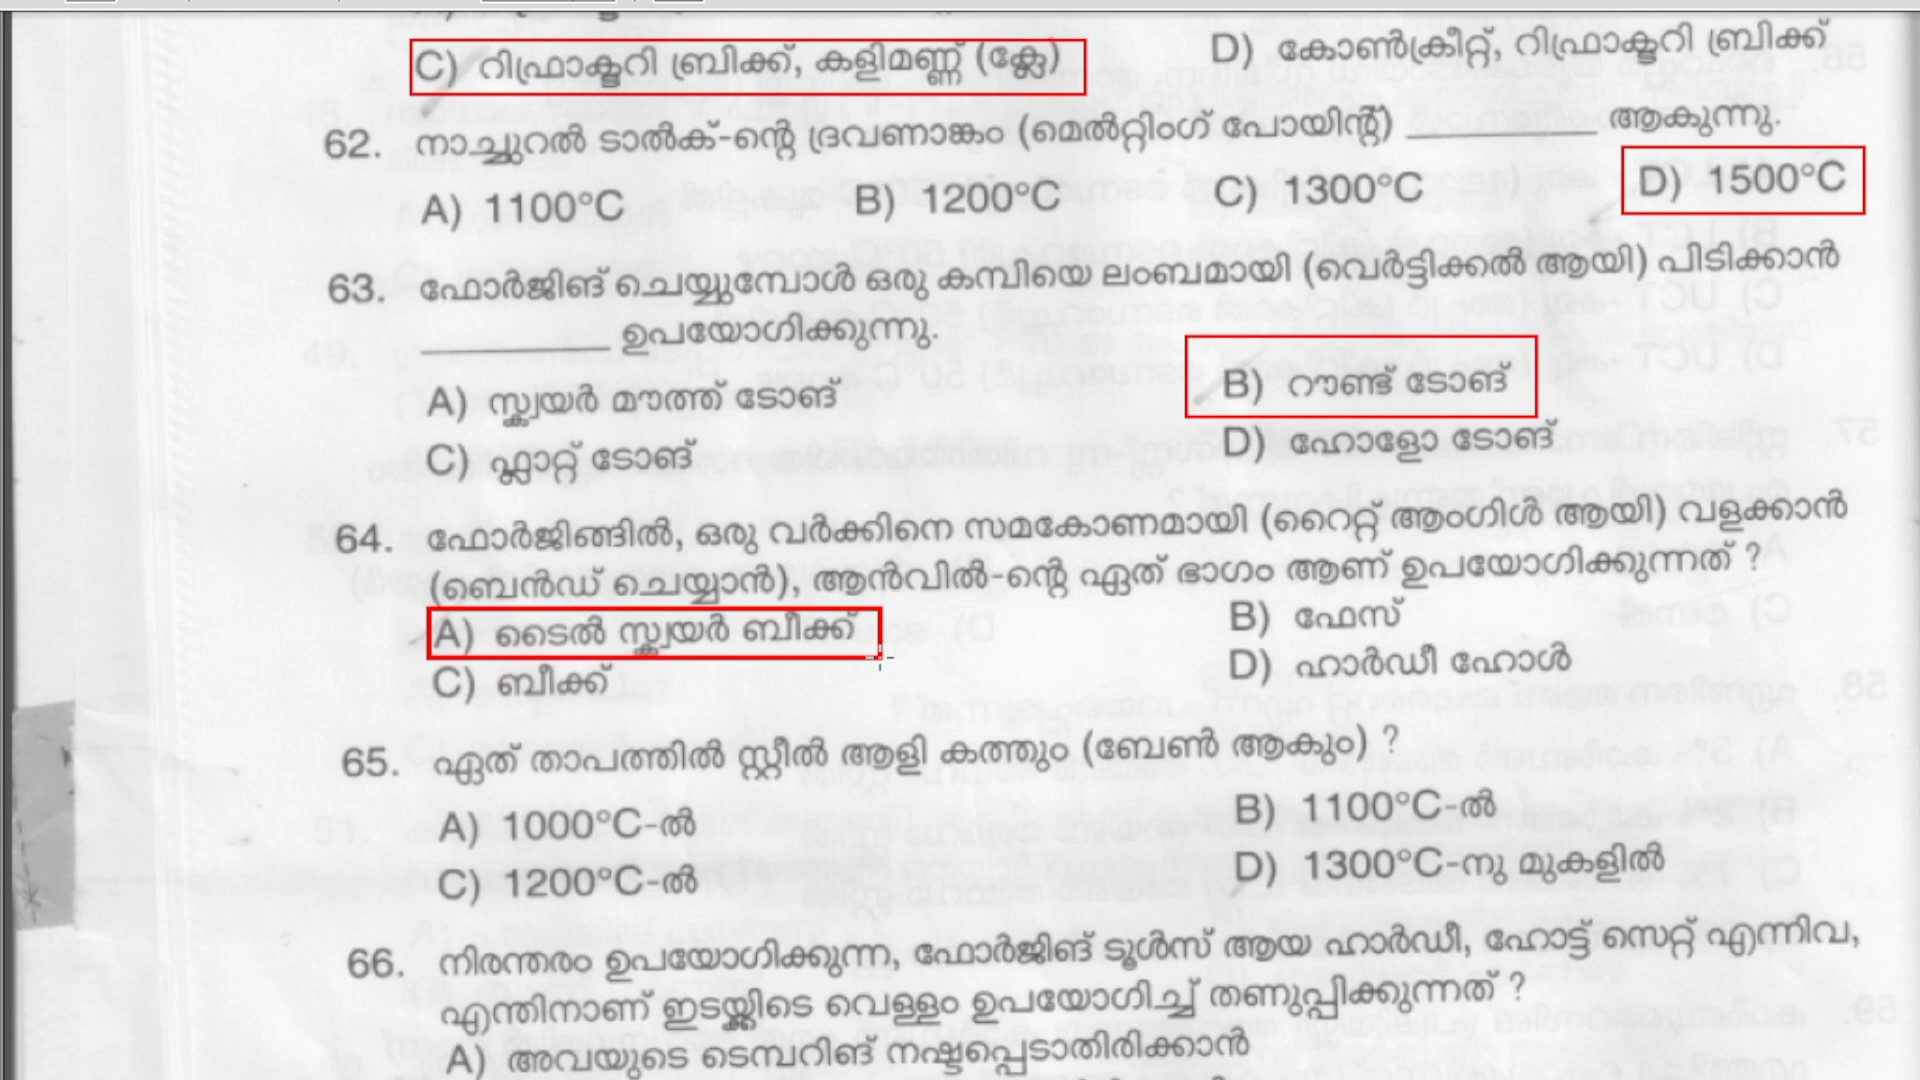 C) റിഫ്രാക്ടറി ബ്രിക്ക്, കളിമണ്ണ് (ക്ലേ) D) കോൺക്രീറ്റ്, റിഫ്രാക്ടറി ബ്രിക്ക്
62. നാച്ചുറൽ ടാൽക്-ന്റെ ദ്രവണാങ്കം (മെൽറ്റിംഗ് പോയിന്റ്) ________ ആകുന്നു.
A) 1100°C B) 1200°C C) 1300°C D) 1500°C
63. ഫോർജിങ് ചെയ്യുമ്പോൾ ഒരു കമ്പിയെ ലംബമായി (വെർട്ടിക്കൽ ആയി) പിടിക്കാൻ
________ ഉപയോഗിക്കുന്നു.
A) സ്ക്വയർ മൗത്ത് ടോങ് B) റൗണ്ട് ടോങ്
C) ഫ്ലാറ്റ് ടോങ് D) ഹോളോ ടോങ്
64. ഫോർജിങ്ങിൽ, ഒരു വർക്കിനെ സമകോണമായി (റൈറ്റ് ആംഗിൾ ആയി) വളക്കാൻ
(ബെൻഡ് ചെയ്യാൻ), ആൻവിൽ-ന്റെ ഏത് ഭാഗം ആണ് ഉപയോഗിക്കുന്നത് ?
A) ടൈൽ സ്ക്വയർ ബീക്ക് B) ഫേസ്
C) ബീക്ക് D) ഹാർഡീ ഹോൾ
65. ഏത് താപത്തിൽ സ്റ്റീൽ ആളി കത്തും (ബേൺ ആകും) ?
A) 1000°C-ൽ B) 1100°C-ൽ
C) 1200°C-ൽ D) 1300°C-നു മുകളിൽ
66. നിരന്തരം ഉപയോഗിക്കുന്ന, ഫോർജിങ് ടൂൾസ് ആയ ഹാർഡീ, ഹോട്ട് സെറ്റ് എന്നിവ,
എന്തിനാണ് ഇടയ്ക്കിടെ വെള്ളം ഉപയോഗിച്ച് തണുപ്പിക്കുന്നത് ?
A) അവയുടെ ടെമ്പറിങ് നഷ്ടപ്പെടാതിരിക്കാൻ